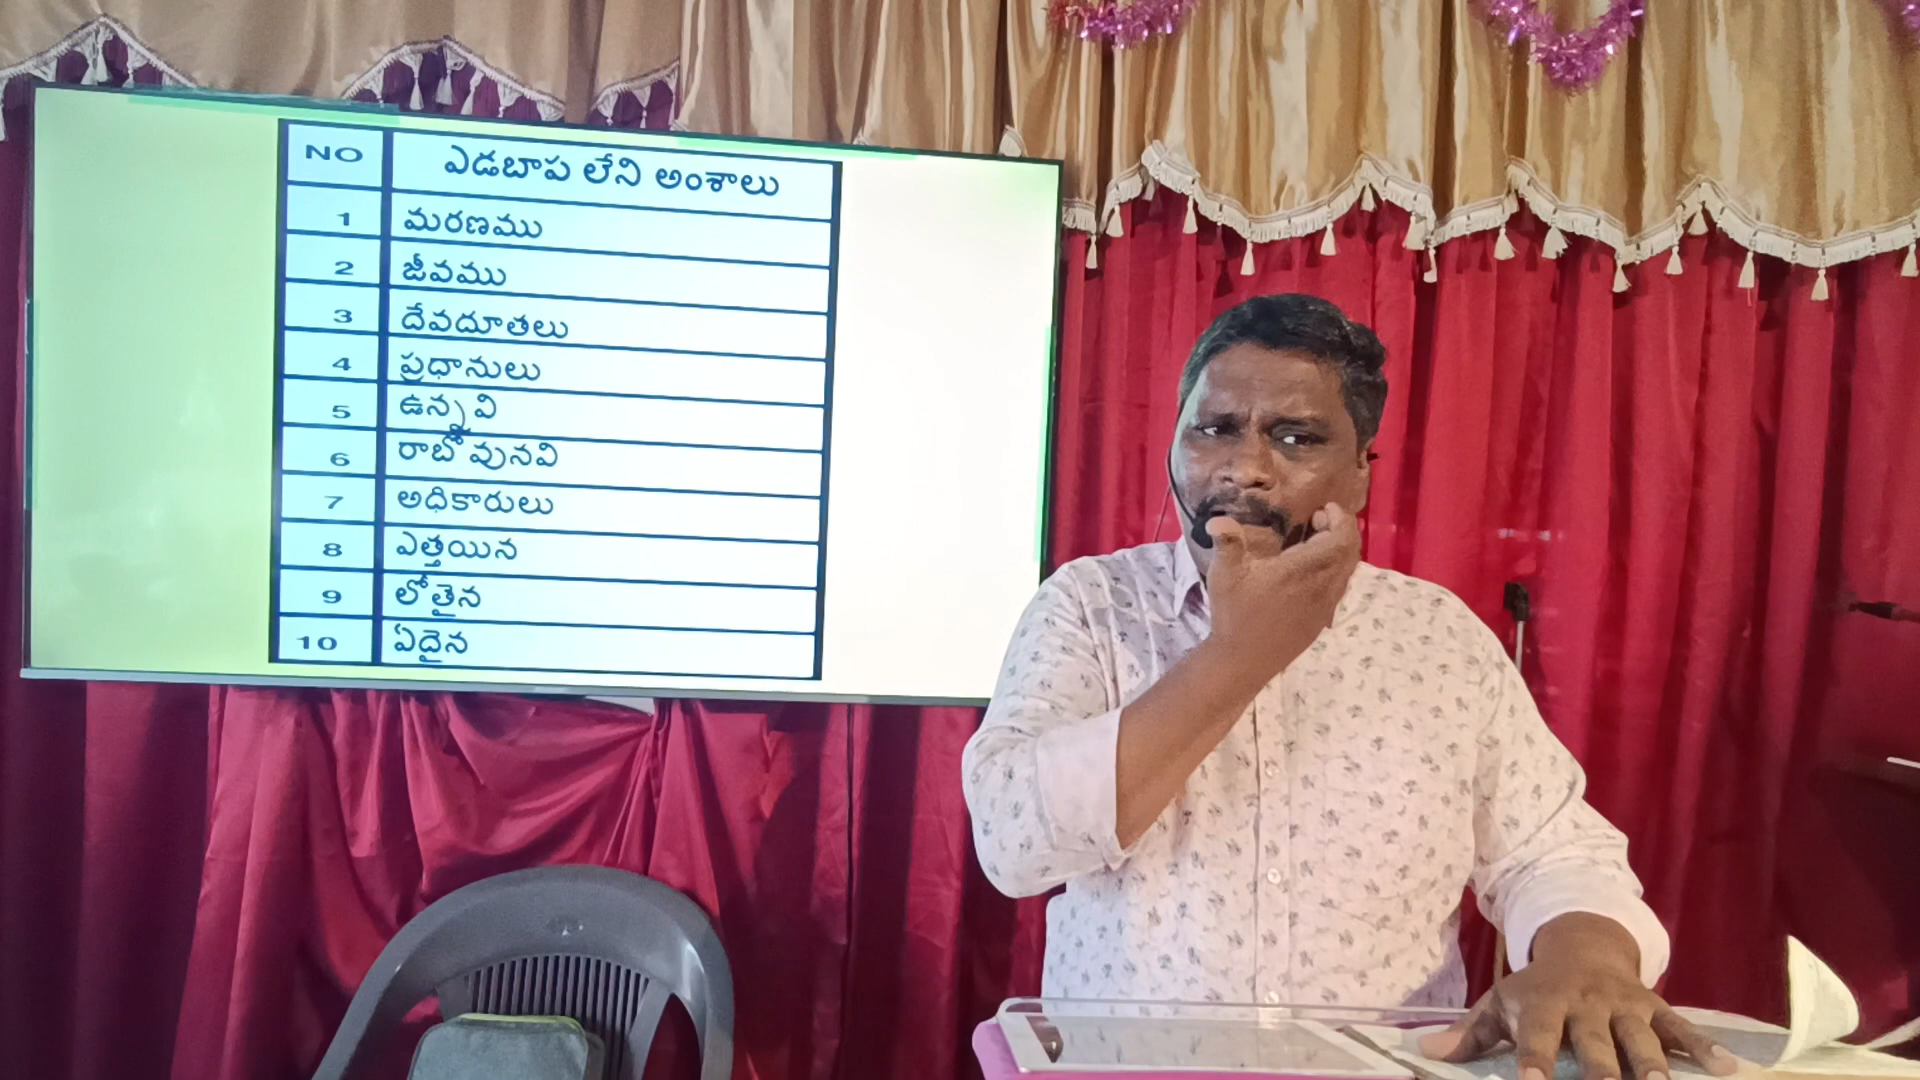 NO ఎడబాప లేని అంశాలు
1 మరణము
2 జీవము
3 దేవదూతలు
4 ప్రధానులు
5 ఉన్నవి
6 రాబోవునవి
7 అధికారులు
8 ఎత్తయిన
9 లోతైన
10 ఏదైన